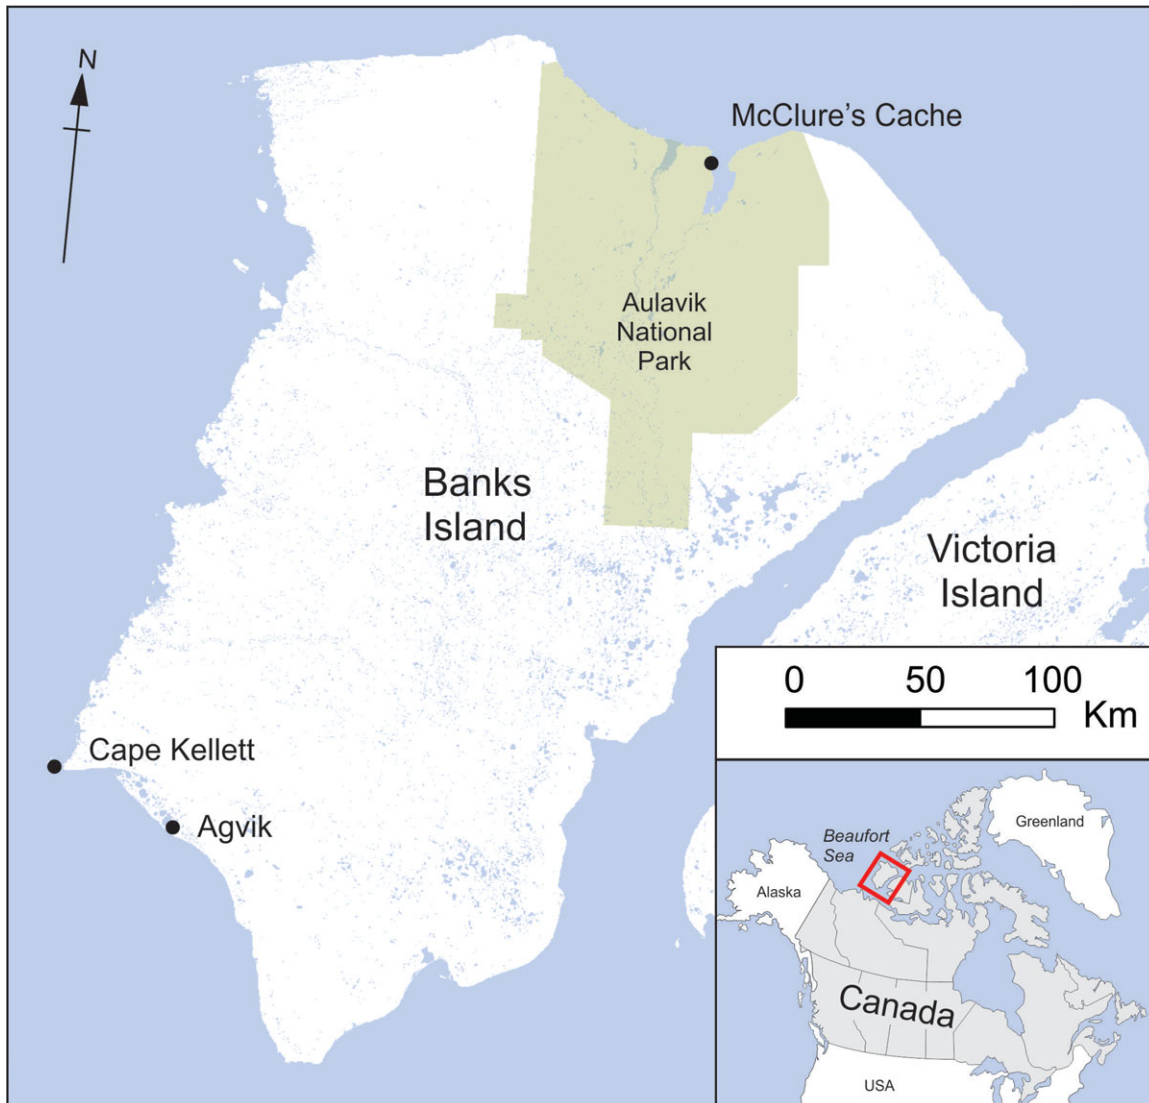 N
McClure's Cache
Aulavik
National
Park
Banks
Island
Victoria
Island
0 50 100
Km
Cape Kellett
Agvik
Beaufort
Sea
Greenland
Alaska
Canada
USA